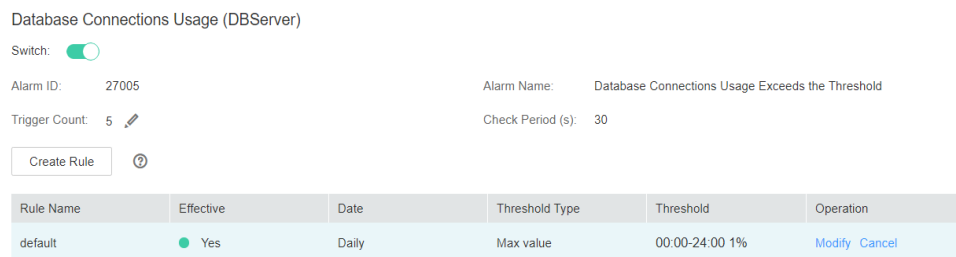 Database Connections Usage (DBServer)
Switch:
Alarm ID: 27005 Alarm Name: Database Connections Usage Exceeds the Threshold
Trigger Count: 5 Check Period (s): 30
Create Rule ?
Rule Name Effective Date Threshold Type Threshold Operation
default Yes Daily Max value 00:00-24:00 1% Modify Cancel